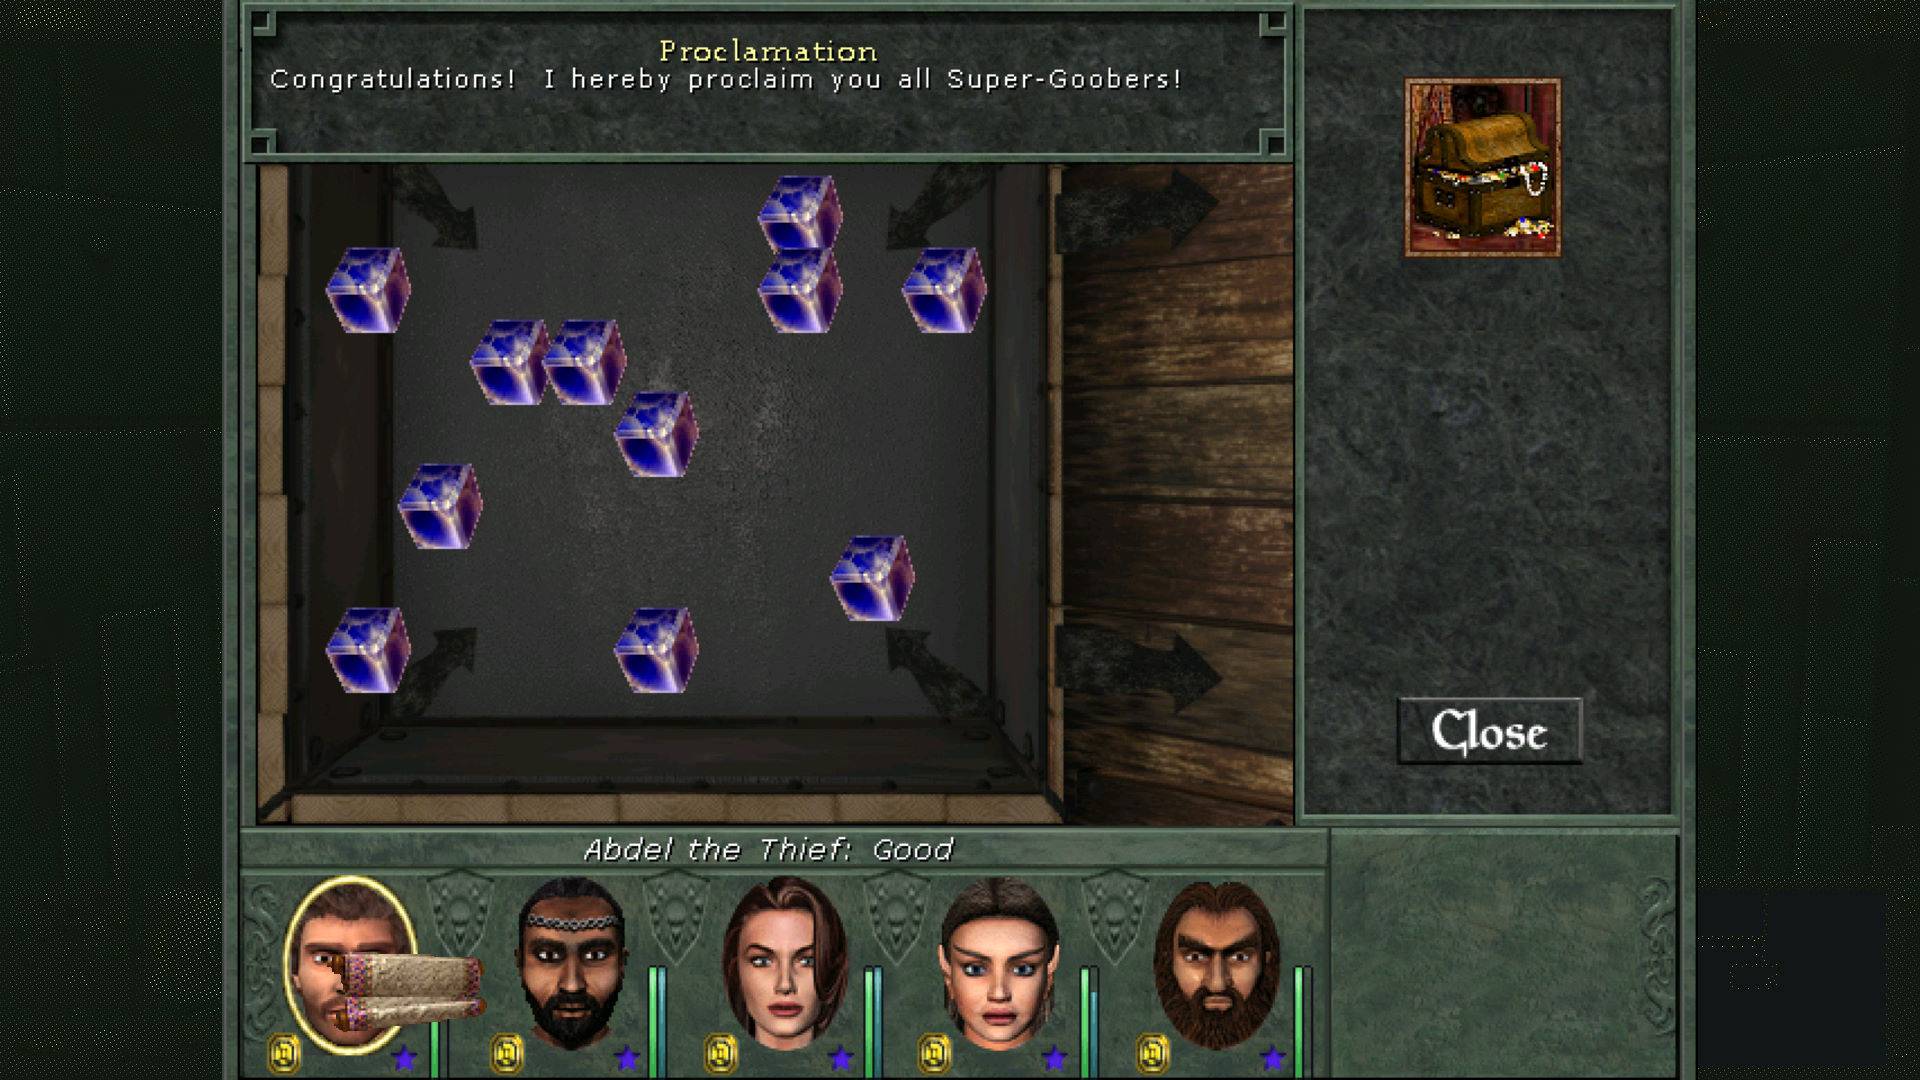 Proclamation
Congratulations!  I hereby proclaim you all Super-Goobers!
Close
Abdel the Thief: Good